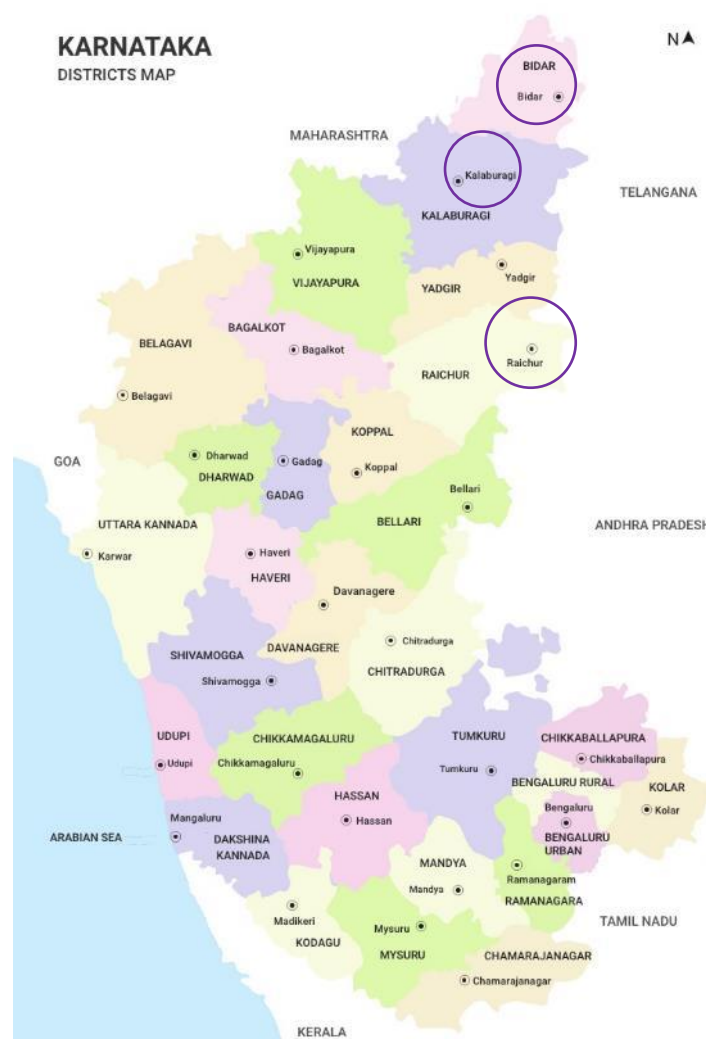 KARNATAKA
DISTRICTS MAP
N
BIDAR
Bidar
MAHARASHTRA
Kalaburagi
KALABURAGI
TELANGANA
Vijayapura
VIJAYAPURA
Yadgir
YADGIR
BAGALKOT
BELAGAVI
Bagalkot
Raichur
RAICHUR
Belagavi
KOPPAL
GOA
Dharwad
DHARWAD
Gadag
GADAG
Koppal
Bellari
BELLARI
UTTARA KANNADA
ANDHRA PRADESH
Karwar
Haveri
HAVERI
Davanagere
DAVANAGERE
Chitradurga
CHITRADURGA
SHIVAMOGGA
Shivamogga
UDUPI
Udupi
CHIKKAMAGALURU
Chikkamagaluru
TUMKURU
Tumkuru
CHIKKABALLAPURA
Chikkaballapura
BENGALURU RURAL
KOLAR
Kolar
HASSAN
Hassan
Bengaluru
BENGALURU
URBAN
ARABIAN SEA
Mangaluru
DAKSHINA
KANNADA
MANDYA
Mandya
Ramanagaram
RAMANAGARA
Madikeri
KODAGU
Mysuru
MYSURU
TAMIL NADU
CHAMARAJANAGAR
Chamarajanagar
KERALA